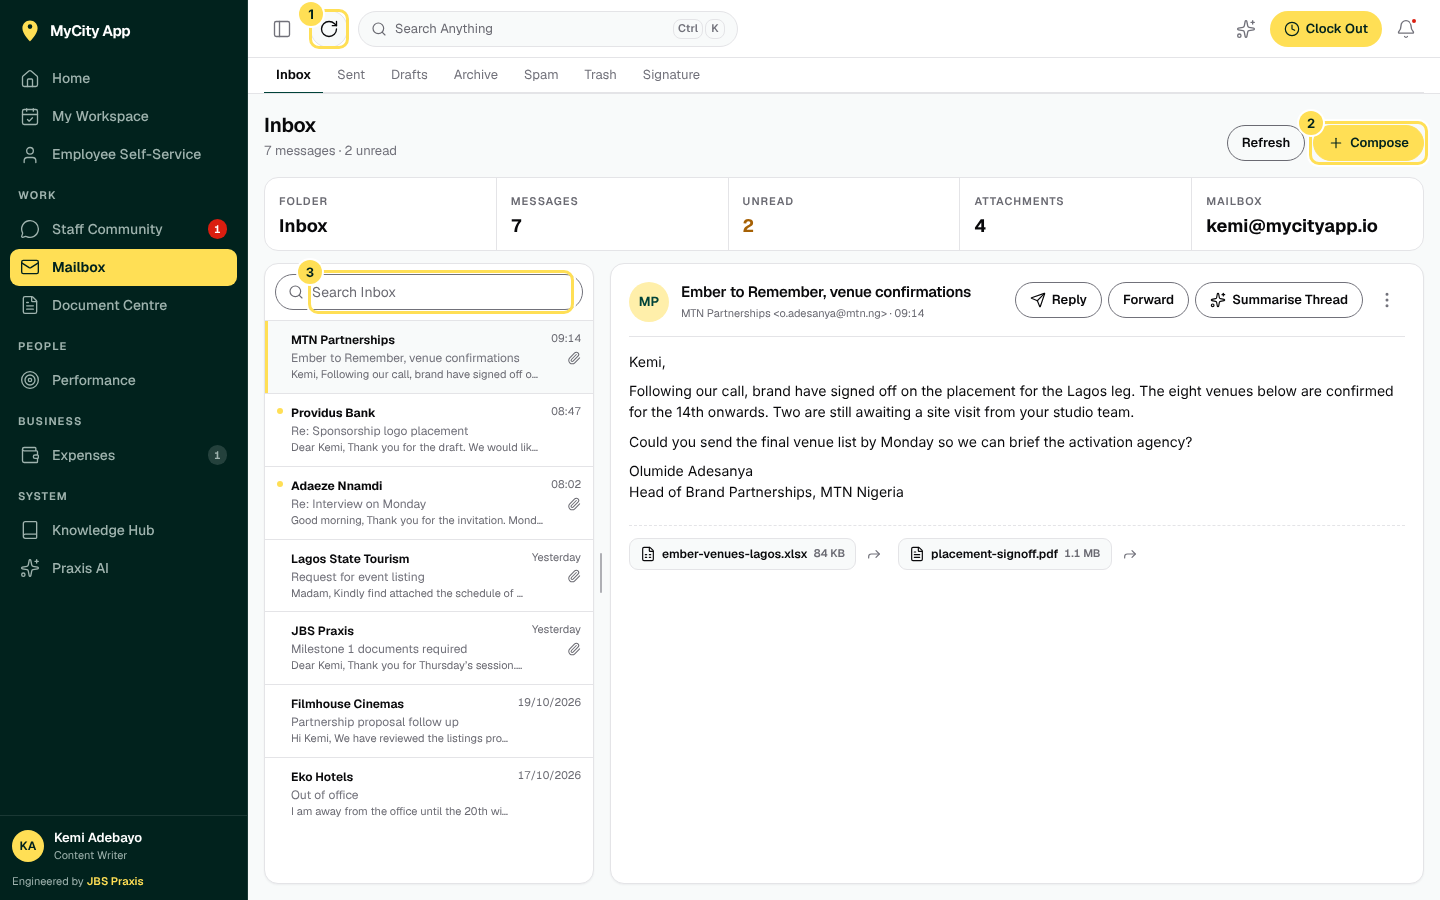 MyCity App
Home
My Workspace
Employee Self-Service
WORK
Staff Community 1
Mailbox
Document Centre
PEOPLE
Performance
BUSINESS
Expenses 1
SYSTEM
Knowledge Hub
Praxis AI
KA
Kemi Adebayo
Content Writer
Engineered by JBS Praxis
1
Search Anything Ctrl K
Clock Out
Inbox Sent Drafts Archive Spam Trash Signature
Inbox
7 messages · 2 unread
Refresh
2
+ Compose
FOLDER
Inbox
MESSAGES
7
UNREAD
2
ATTACHMENTS
4
MAILBOX
kemi@mycityapp.io
3
Search Inbox
MTN Partnerships 09:14
Ember to Remember, venue confirmations
Kemi, Following our call, brand have signed off o...
Providus Bank 08:47
Re: Sponsorship logo placement
Dear Kemi, Thank you for the draft. We would lik...
Adaeze Nnamdi 08:02
Re: Interview on Monday
Good morning, Thank you for the invitation. Mond...
Lagos State Tourism Yesterday
Request for event listing
Madam, Kindly find attached the schedule of ...
JBS Praxis Yesterday
Milestone 1 documents required
Dear Kemi, Thank you for Thursday's session....
Filmhouse Cinemas 19/10/2026
Partnership proposal follow up
Hi Kemi, We have reviewed the listings pro...
Eko Hotels 17/10/2026
Out of office
I am away from the office until the 20th wi...
MP
Ember to Remember, venue confirmations
MTN Partnerships <o.adesanya@mtn.ng> · 09:14
Reply
Forward
Summarise Thread
Kemi,
Following our call, brand have signed off on the placement for the Lagos leg. The eight venues below are confirmed
for the 14th onwards. Two are still awaiting a site visit from your studio team.
Could you send the final venue list by Monday so we can brief the activation agency?
Olumide Adesanya
Head of Brand Partnerships, MTN Nigeria
ember-venues-lagos.xlsx 84 KB
placement-signoff.pdf 1.1 MB